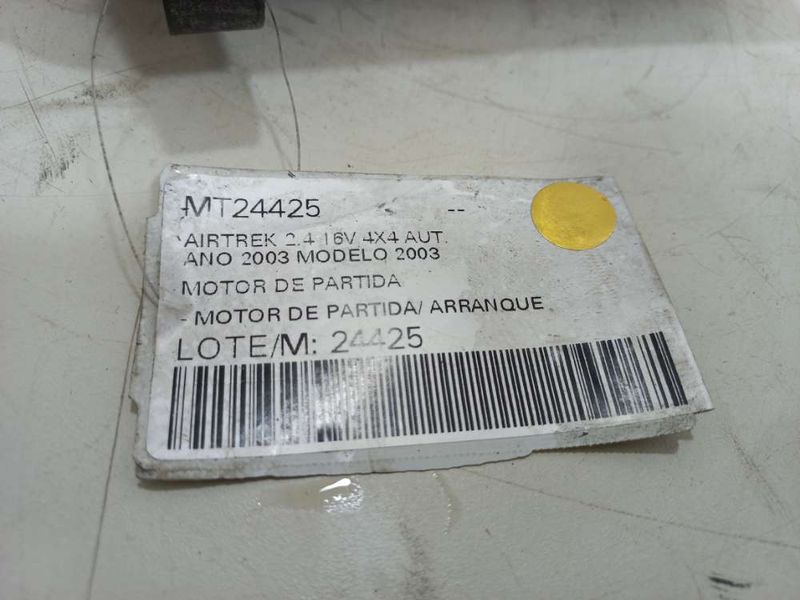 MT24425 --
AIRTREK 2.4 16V 4X4 AUT.
ANO 2003 MODELO 2003
MOTOR DE PARTIDA
- MOTOR DE PARTIDA/ ARRANQUE
LOTE/M: 24425